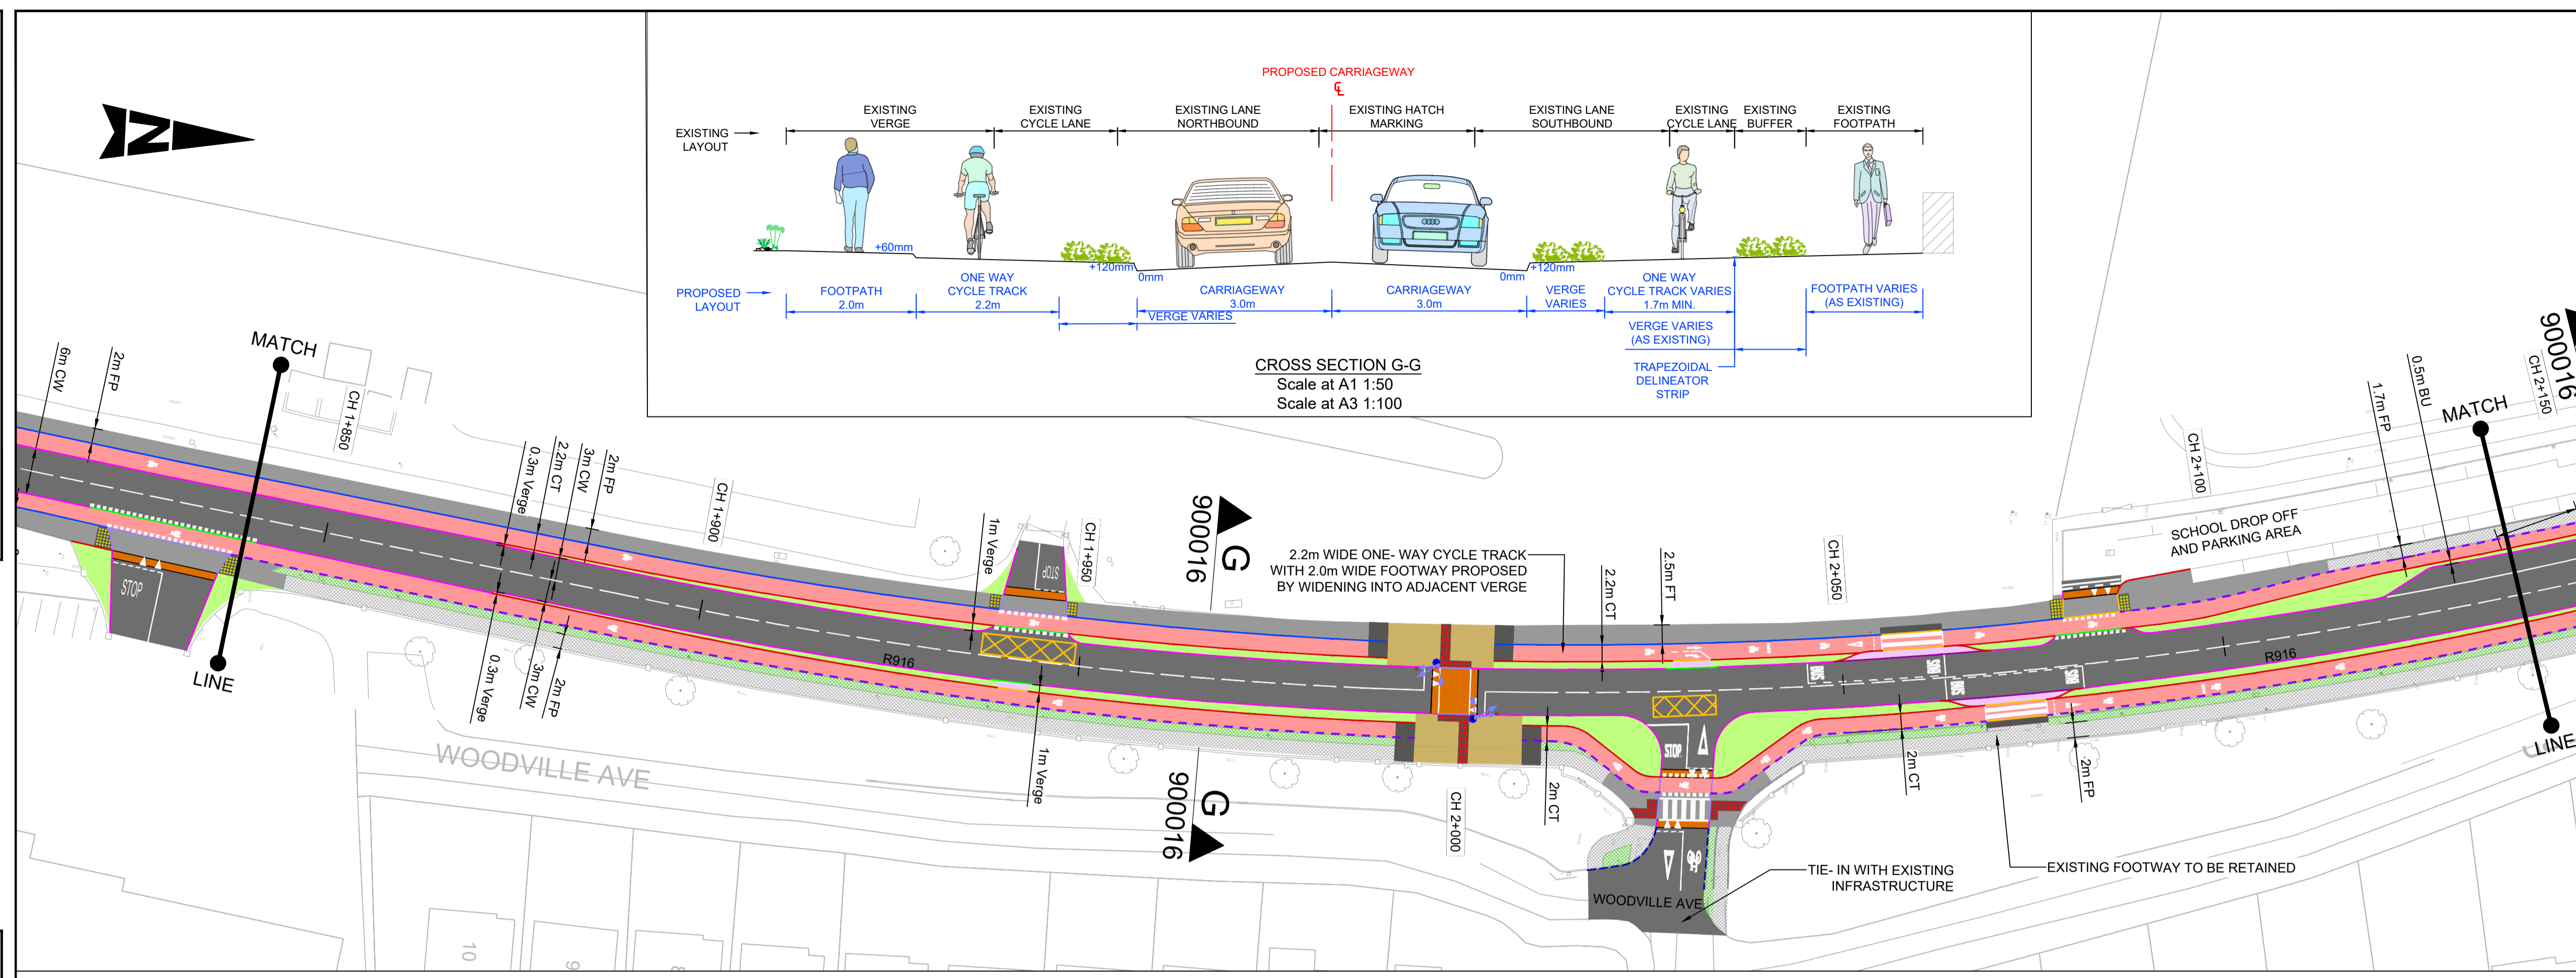 PROPOSED CARRIAGEWAY
℄
EXISTING
LAYOUT
EXISTING
VERGE
EXISTING
CYCLE LANE
EXISTING LANE
NORTHBOUND
EXISTING HATCH
MARKING
EXISTING LANE
SOUTHBOUND
EXISTING
CYCLE LANE
EXISTING
BUFFER
EXISTING
FOOTPATH
+60mm
+120mm
0mm
0mm
+120mm
PROPOSED
LAYOUT
FOOTPATH
2.0m
ONE WAY
CYCLE TRACK
2.2m
VERGE VARIES
CARRIAGEWAY
3.0m
CARRIAGEWAY
3.0m
VERGE
VARIES
ONE WAY
CYCLE TRACK VARIES
1.7m MIN.
FOOTPATH VARIES
(AS EXISTING)
VERGE VARIES
(AS EXISTING)
TRAPEZOIDAL
DELINEATOR
STRIP
CROSS SECTION G-G
Scale at A1 1:50
Scale at A3 1:100
N
6m CW
2m FP
MATCH
LINE
CH 1+850
STOP
0.3m Verge
2.2m CT
3m CW
2m FP
CH 1+900
0.3m Verge
3m CW
2m FP
1m Verge
STOP
CH 1+950
R916
1m Verge
900016
G
900016
G
WOODVILLE AVE
2.2m WIDE ONE- WAY CYCLE TRACK
WITH 2.0m WIDE FOOTWAY PROPOSED
BY WIDENING INTO ADJACENT VERGE
2.2m CT
2.5m FT
CH 2+000
2m CT
STOP
WOODVILLE AVE
TIE- IN WITH EXISTING
INFRASTRUCTURE
CH 2+050
BUS
BUS
BUS
BUS
2m CT
2m FP
EXISTING FOOTWAY TO BE RETAINED
CH 2+100
SCHOOL DROP OFF
AND PARKING AREA
R916
1.7m FP
0.5m BU
MATCH
LINE
CH 2+150
900016
10
9